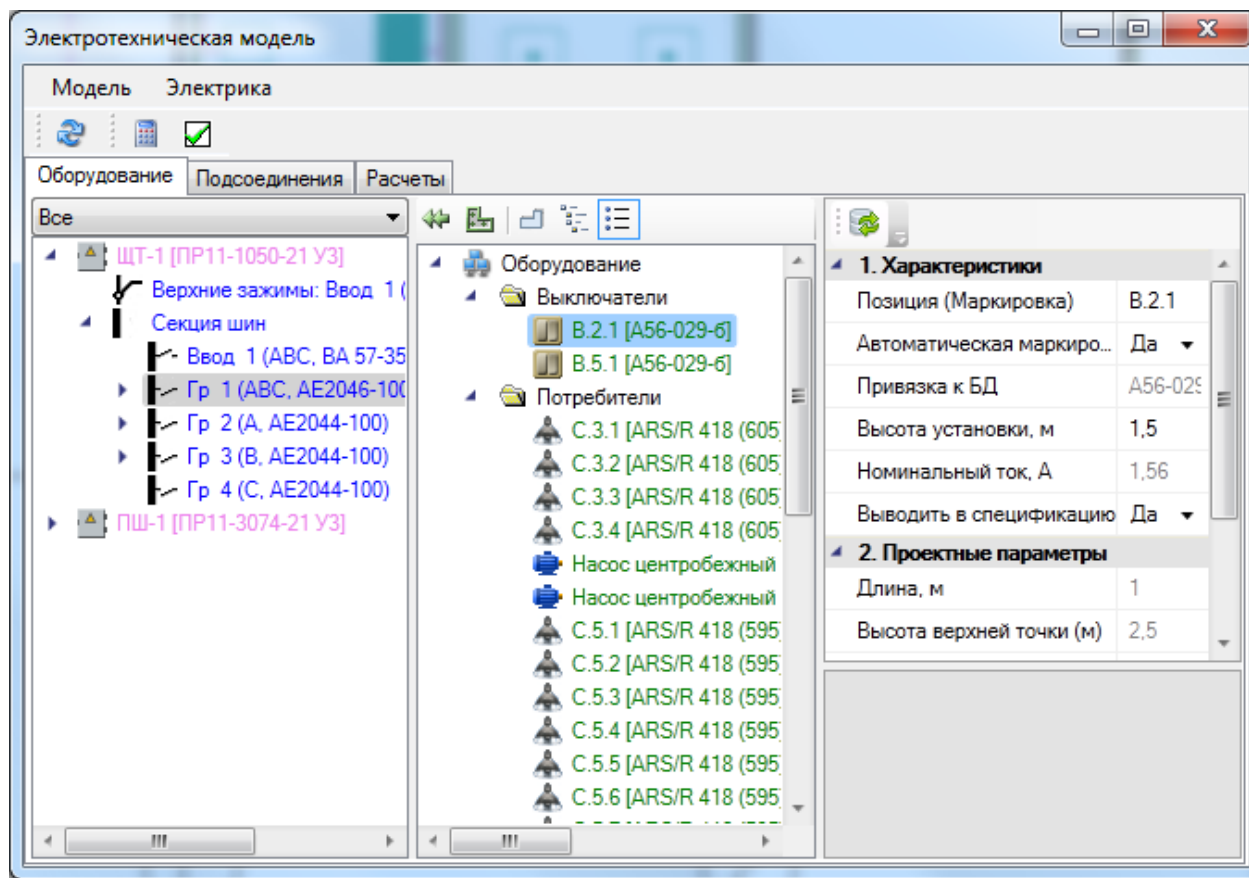 Электротехническая модель
Модель Электрика
Оборудование Подсоединения Расчеты
Все
ЩТ-1 [ПР11-1050-21 У3]
Верхние зажимы: Ввод 1 (
Секция шин
Ввод 1 (ABC, ВА 57-35
Гр 1 (ABC, AE2046-100
Гр 2 (A, AE2044-100)
Гр 3 (B, AE2044-100)
Гр 4 (C, AE2044-100)
ПШ-1 [ПР11-3074-21 У3]
Оборудование
Выключатели
В.2.1 [А56-029-б]
В.5.1 [А56-029-б]
Потребители
С.3.1 [ARS/R 418 (605)
С.3.2 [ARS/R 418 (605)
С.3.3 [ARS/R 418 (605)
С.3.4 [ARS/R 418 (605)
Насос центробежный
Насос центробежный
С.5.1 [ARS/R 418 (595)
С.5.2 [ARS/R 418 (595)
С.5.3 [ARS/R 418 (595)
С.5.4 [ARS/R 418 (595)
С.5.5 [ARS/R 418 (595)
С.5.6 [ARS/R 418 (595)
1. Характеристики
Позиция (Маркировка) В.2.1
Автоматическая маркиро... Да
Привязка к БД А56-029
Высота установки, м 1,5
Номинальный ток, А 1,56
Выводить в спецификацию Да
2. Проектные параметры
Длина, м 1
Высота верхней точки (м) 2,5